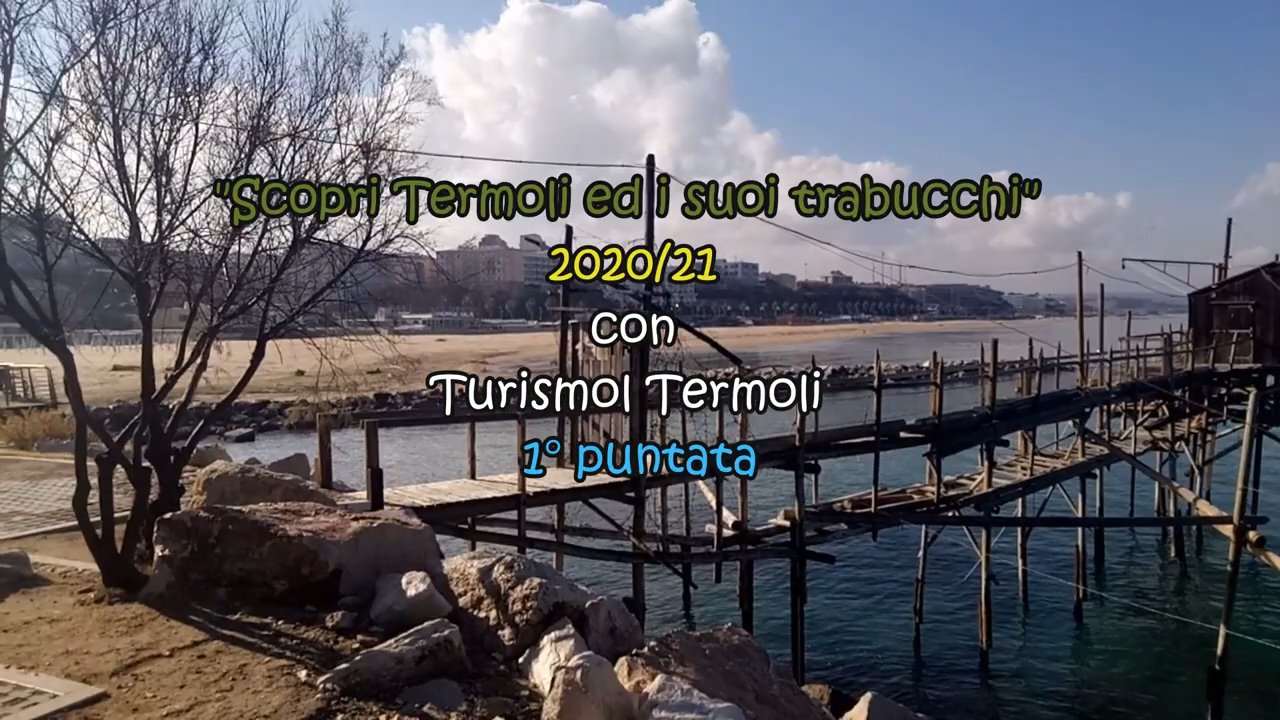 "Scopri Termoli ed i suoi trabucchi"
2020/21
con
Turismol Termoli
1° puntata